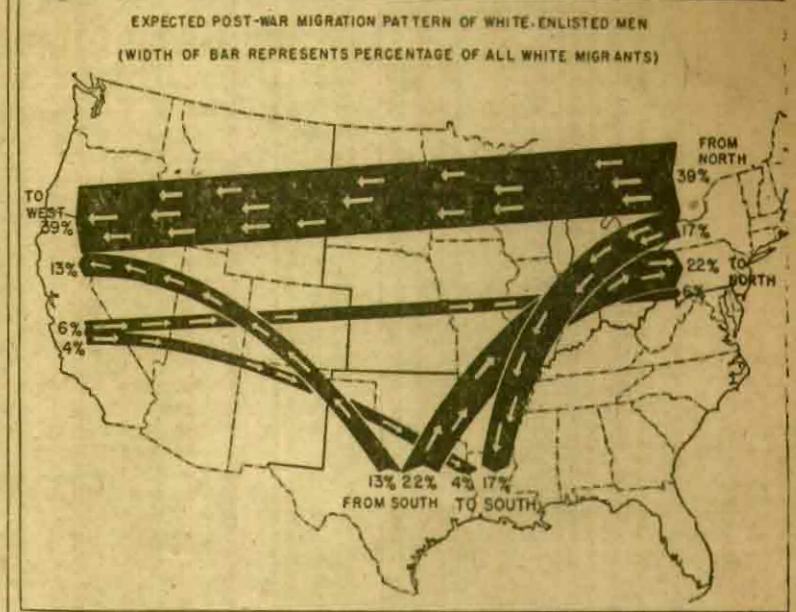 EXPECTED POST-WAR MIGRATION PATTERN OF WHITE ENLISTED MEN
(WIDTH OF BAR REPRESENTS PERCENTAGE OF ALL WHITE MIGRANTS)
FROM
NORTH
39%
TO
WEST
39%
17%
13%
22% TO
NORTH
6%
6%
4%
13% 22% 4% 17%
FROM SOUTH TO SOUTH